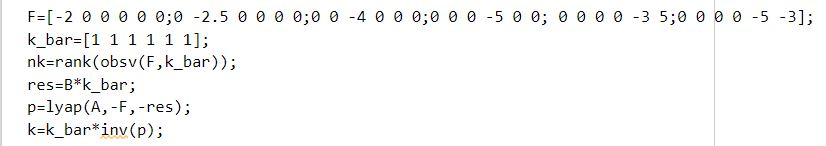 F=[-2 0 0 0 0 0;0 -2.5 0 0 0 0;0 0 -4 0 0 0;0 0 0 -5 0 0; 0 0 0 0 -3 5;0 0 0 0 -5 -3];
k_bar=[1 1 1 1 1 1];
nk=rank(obsv(F,k_bar));
res=B*k_bar;
p=lyap(A,-F,-res);
k=k_bar*inv(p);